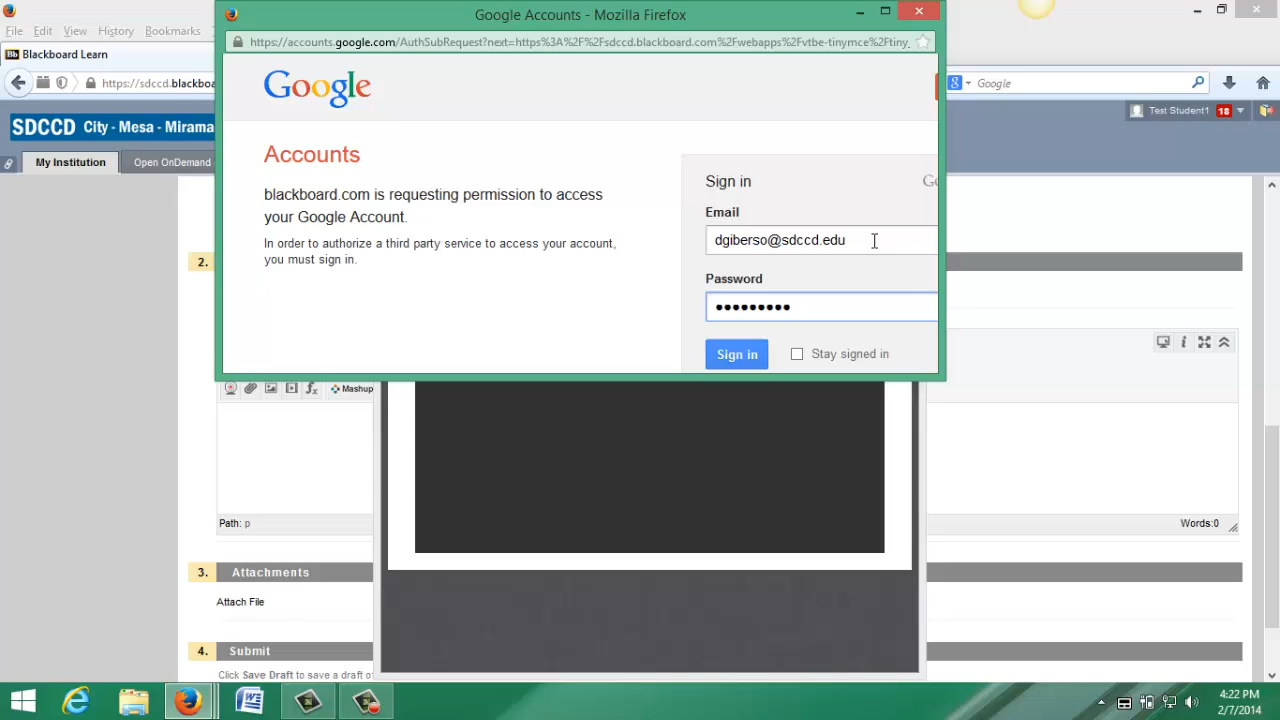 Google Accounts - Mozilla Firefox
File Edit View History Bookmarks
https://accounts.google.com/AuthSubRequest?next=https%3A%2F%2Fsdccd.blackboard.com%2Fwebapps%2Fvtbe-tinymce%2Ftiny_
Blackboard Learn
https://sdccd.blackboa
Google
Google
Test Student1 18
SDCCD City - Mesa - Mirama
My Institution
Open OnDemand
Accounts
blackboard.com is requesting permission to access
your Google Account.
In order to authorize a third party service to access your account,
you must sign in.
Sign in
Go
Email
dgiberso@sdccd.edu
Password
•••••••••
Sign in
Stay signed in
2.
Mashup
Path: p
Words:0
3. Attachments
Attach File
4. Submit
Click Save Draft to save a draft of
4:22 PM
2/7/2014